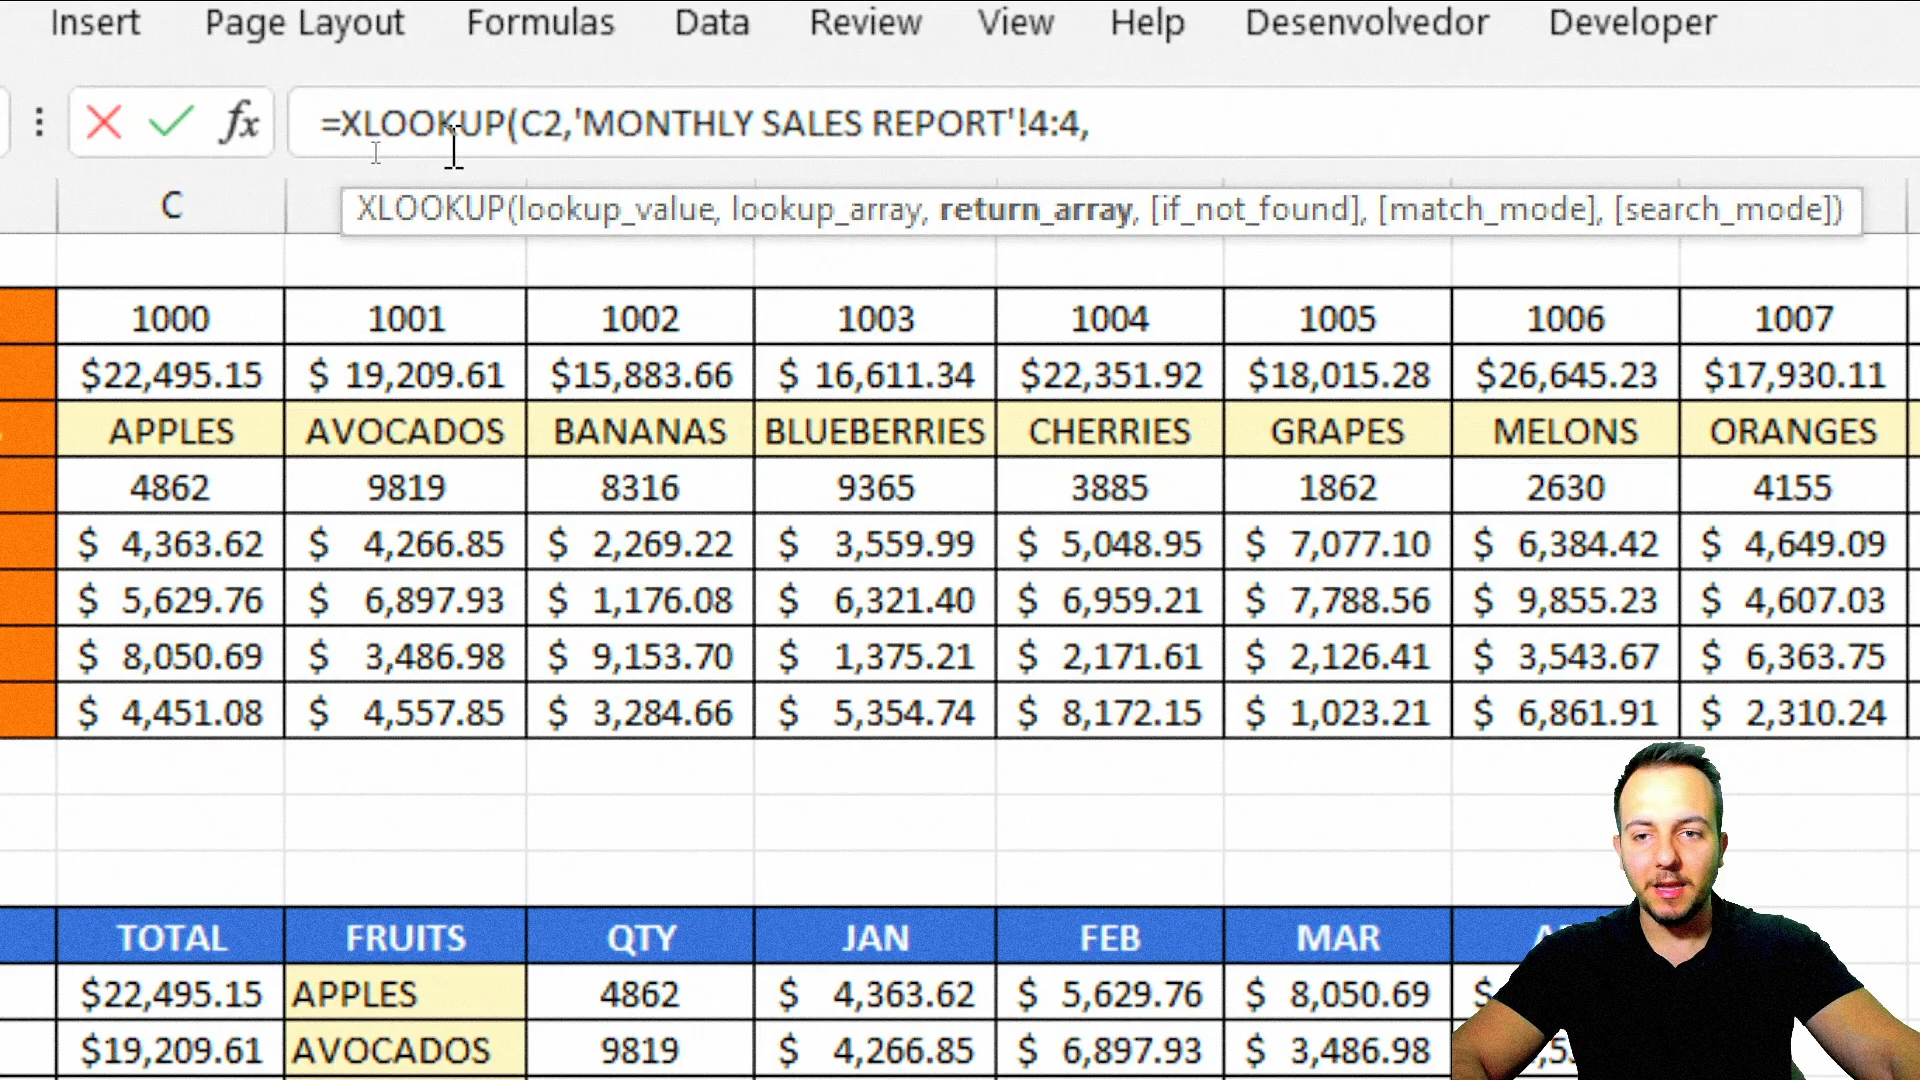 Insert Page Layout Formulas Data Review View Help Desenvolvedor Developer
fx =XLOOKUP(C2,'MONTHLY SALES REPORT'!4:4,
C XLOOKUP(lookup_value, lookup_array, return_array, [if_not_found], [match_mode], [search_mode])
1000 1001 1002 1003 1004 1005 1006 1007
$22,495.15 $ 19,209.61 $15,883.66 $ 16,611.34 $22,351.92 $18,015.28 $26,645.23 $17,930.11
APPLES AVOCADOS BANANAS BLUEBERRIES CHERRIES GRAPES MELONS ORANGES
4862 9819 8316 9365 3885 1862 2630 4155
$ 4,363.62 $ 4,266.85 $ 2,269.22 $ 3,559.99 $ 5,048.95 $ 7,077.10 $ 6,384.42 $ 4,649.09
$ 5,629.76 $ 6,897.93 $ 1,176.08 $ 6,321.40 $ 6,959.21 $ 7,788.56 $ 9,855.23 $ 4,607.03
$ 8,050.69 $ 3,486.98 $ 9,153.70 $ 1,375.21 $ 2,171.61 $ 2,126.41 $ 3,543.67 $ 6,363.75
$ 4,451.08 $ 4,557.85 $ 3,284.66 $ 5,354.74 $ 8,172.15 $ 1,023.21 $ 6,861.91 $ 2,310.24
TOTAL FRUITS QTY JAN FEB MAR
$22,495.15 APPLES 4862 $ 4,363.62 $ 5,629.76 $ 8,050.69 $
$19,209.61 AVOCADOS 9819 $ 4,266.85 $ 6,897.93 $ 3,486.98